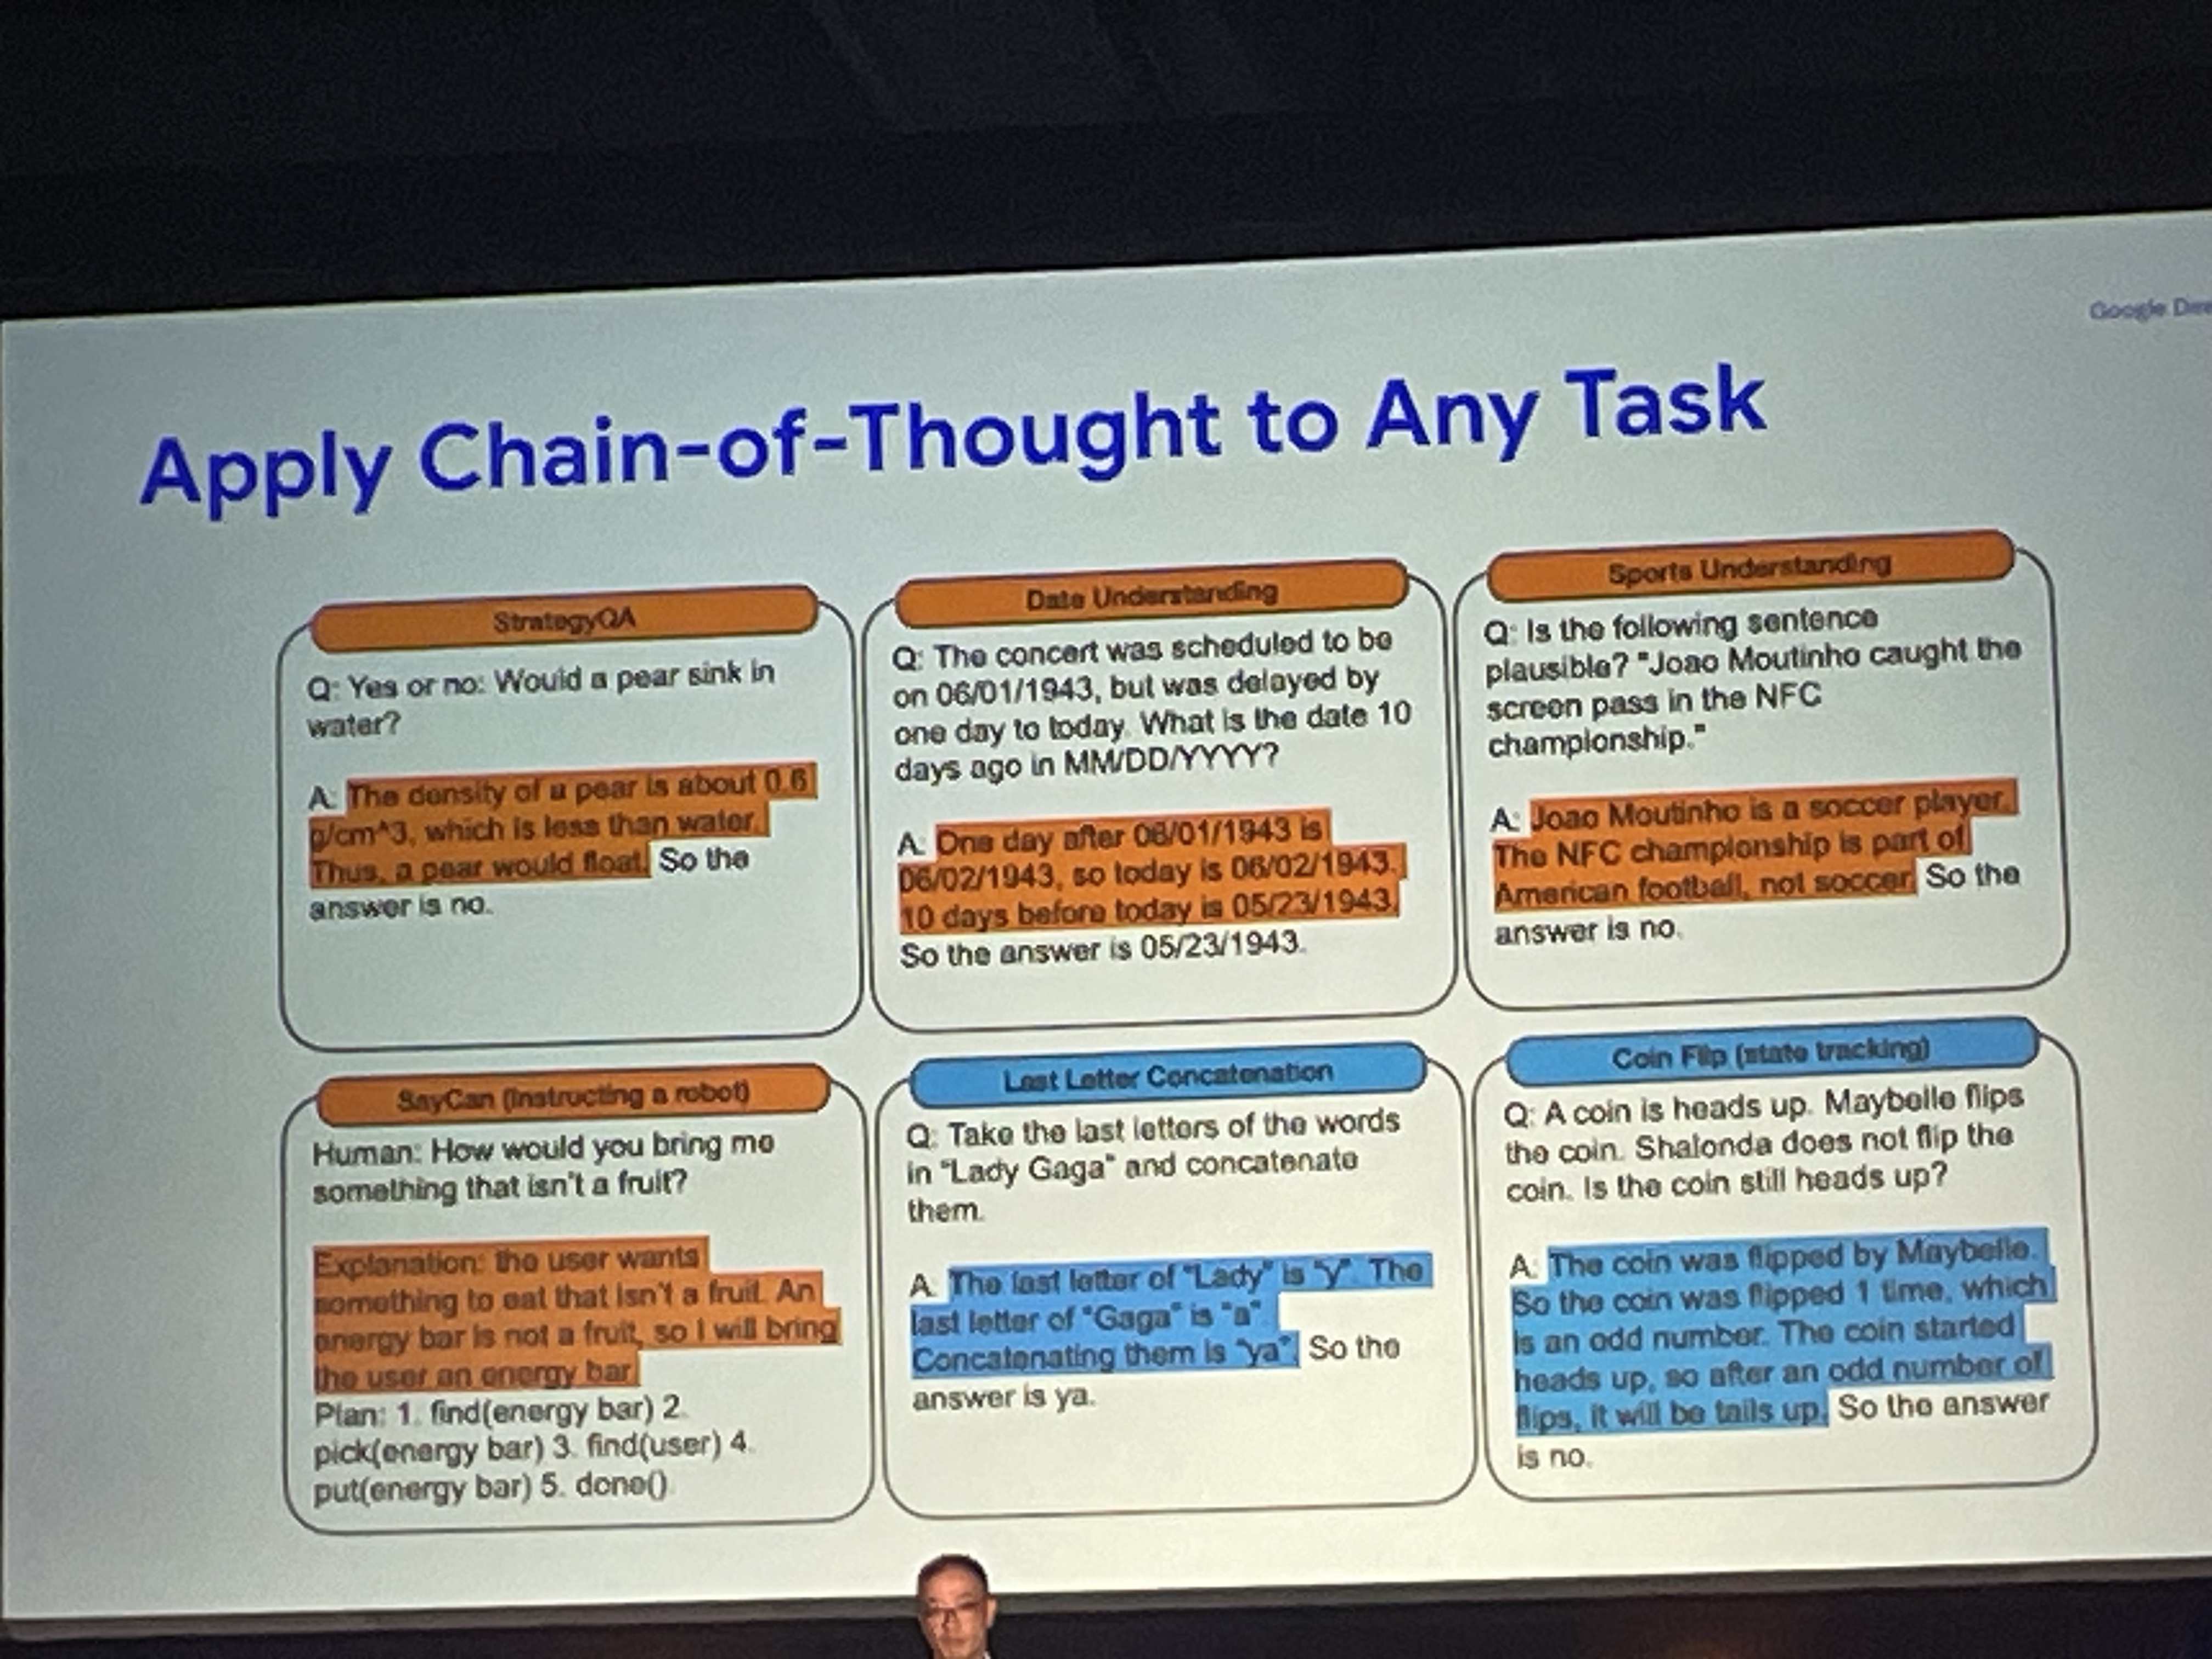 Google
Apply Chain-of-Thought to Any Task
StrategyQA
Q: Yes or no: Would a pear sink in
water?
A: The density of a pear is about 0.6
g/cm^3, which is less than water.
Thus, a pear would float. So the
answer is no.
Date Understanding
Q: The concert was scheduled to be
on 06/01/1943, but was delayed by
one day to today. What is the date 10
days ago in MM/DD/YYYY?
A: One day after 06/01/1943 is
06/02/1943, so today is 06/02/1943.
10 days before today is 05/23/1943.
So the answer is 05/23/1943.
Sports Understanding
Q: Is the following sentence
plausible? "Joao Moutinho caught the
screen pass in the NFC
championship."
A: Joao Moutinho is a soccer player.
The NFC championship is part of
American football, not soccer. So the
answer is no.
SayCan (Instructing a robot)
Human: How would you bring me
something that isn't a fruit?
Explanation: the user wants
something to eat that isn't a fruit. An
energy bar is not a fruit, so I will bring
the user an energy bar.
Plan: 1. find(energy bar) 2.
pick(energy bar) 3. find(user) 4.
put(energy bar) 5. done().
Last Letter Concatenation
Q: Take the last letters of the words
in "Lady Gaga" and concatenate
them.
A: The last letter of "Lady" is "y". The
last letter of "Gaga" is "a".
Concatenating them is "ya". So the
answer is ya.
Coin Flip (state tracking)
Q: A coin is heads up. Maybelle flips
the coin. Shalonda does not flip the
coin. Is the coin still heads up?
A: The coin was flipped by Maybelle.
So the coin was flipped 1 time, which
is an odd number. The coin started
heads up, so after an odd number of
flips, it will be tails up. So the answer
is no.